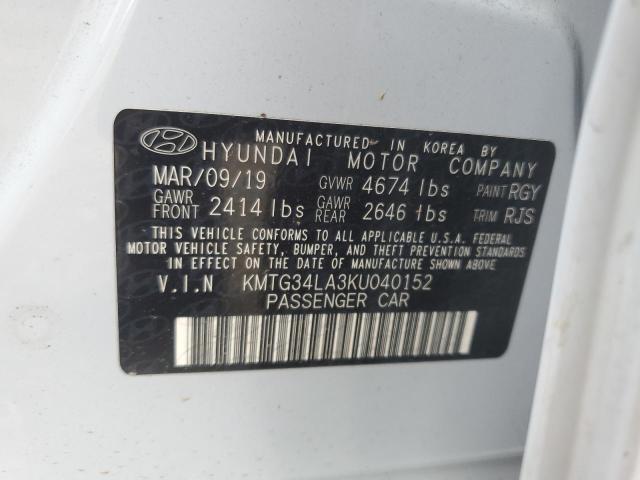 MANUFACTURED IN KOREA BY
HYUNDAI MOTOR COMPANY
MAR/09/19 GVWR 4674 lbs PAINT RGY
GAWR FRONT 2414 lbs GAWR REAR 2646 lbs TRIM RJS
THIS VEHICLE CONFORMS TO ALL APPLICABLE U.S.A. FEDERAL
MOTOR VEHICLE SAFETY, BUMPER, AND THEFT PREVENTION STANDARDS
IN EFFECT ON THE DATE OF MANUFACTURE SHOWN ABOVE.
V.I.N KMTG34LA3KU040152
PASSENGER CAR